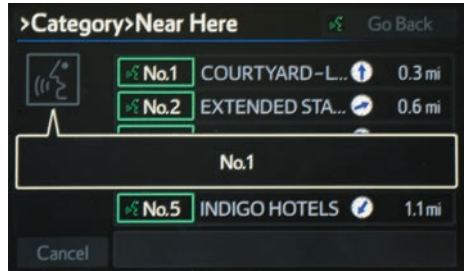 >Category>Near Here Go Back
No.1 COURTYARD-L... 0.3 mi
No.2 EXTENDED STA... 0.6 mi
No.1
No.5 INDIGO HOTELS 1.1 mi
Cancel